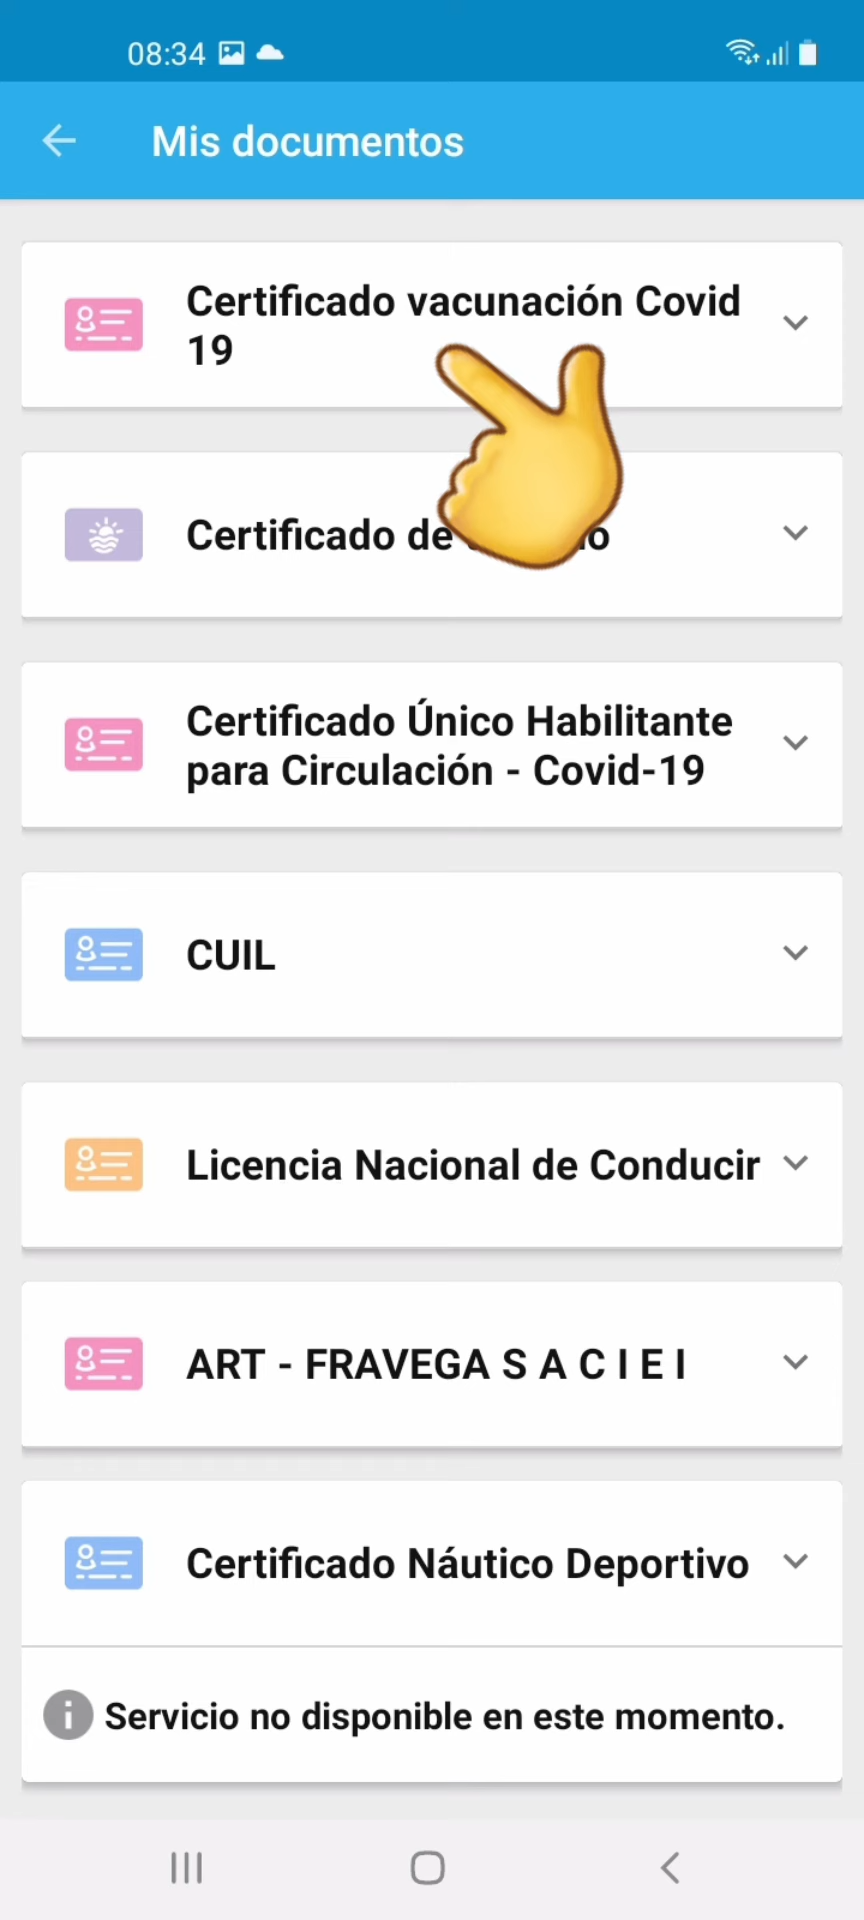 08:34
Mis documentos
Certificado vacunación Covid
19
Certificado de
Certificado Único Habilitante
para Circulación - Covid-19
CUIL
Licencia Nacional de Conducir
ART - FRAVEGA S A C I E I
Certificado Náutico Deportivo
Servicio no disponible en este momento.